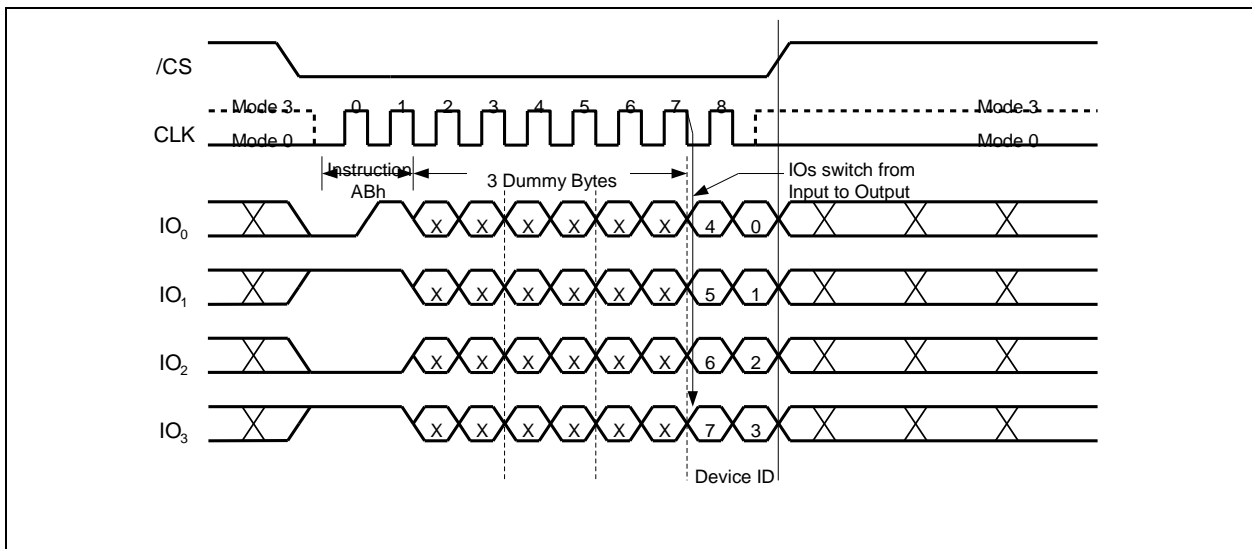 /CS
Mode 3 0 1 2 3 4 5 6 7 8 Mode 3
CLK
Mode 0 Mode 0
Instruction
ABh
3 Dummy Bytes
IOs switch from
Input to Output
IO0 X X X X X X 4 0
IO1 X X X X X X 5 1
IO2 X X X X X X 6 2
IO3 X X X X X X 7 3
Device ID